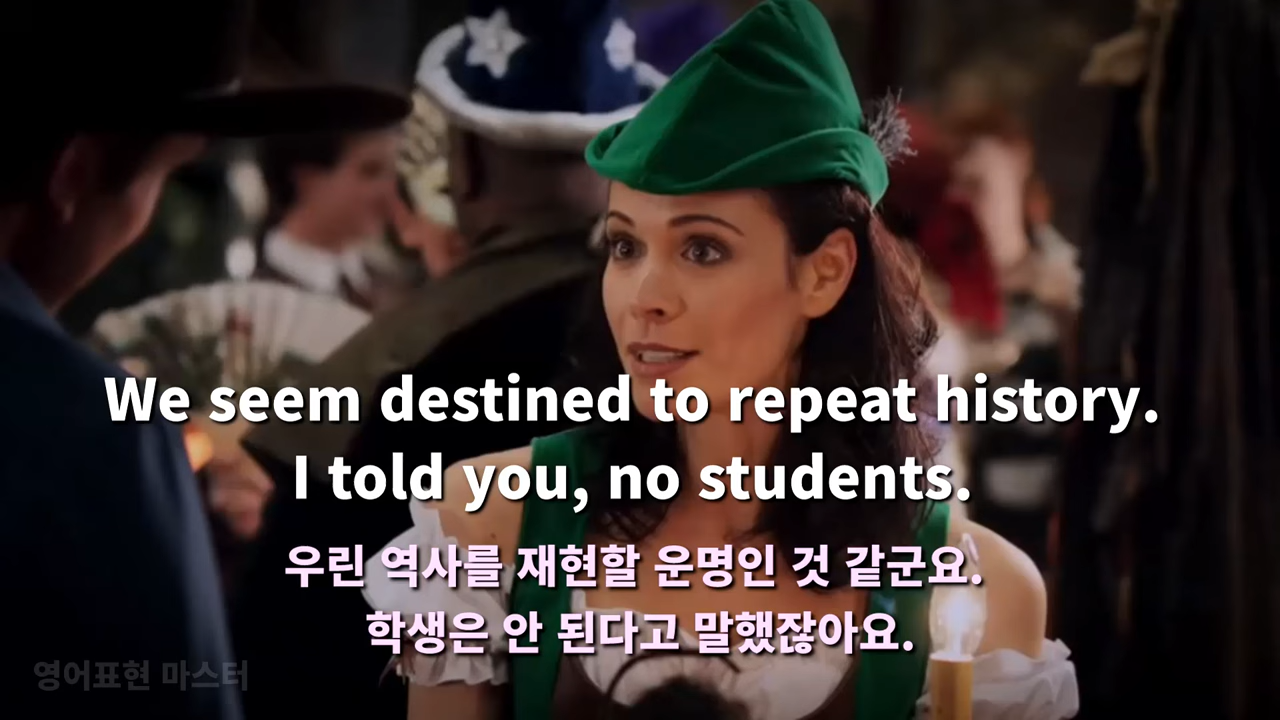 We seem destined to repeat history.
I told you, no students.
우린 역사를 재현할 운명인 것 같군요.
학생은 안 된다고 말했잖아요.
영어표현 마스터